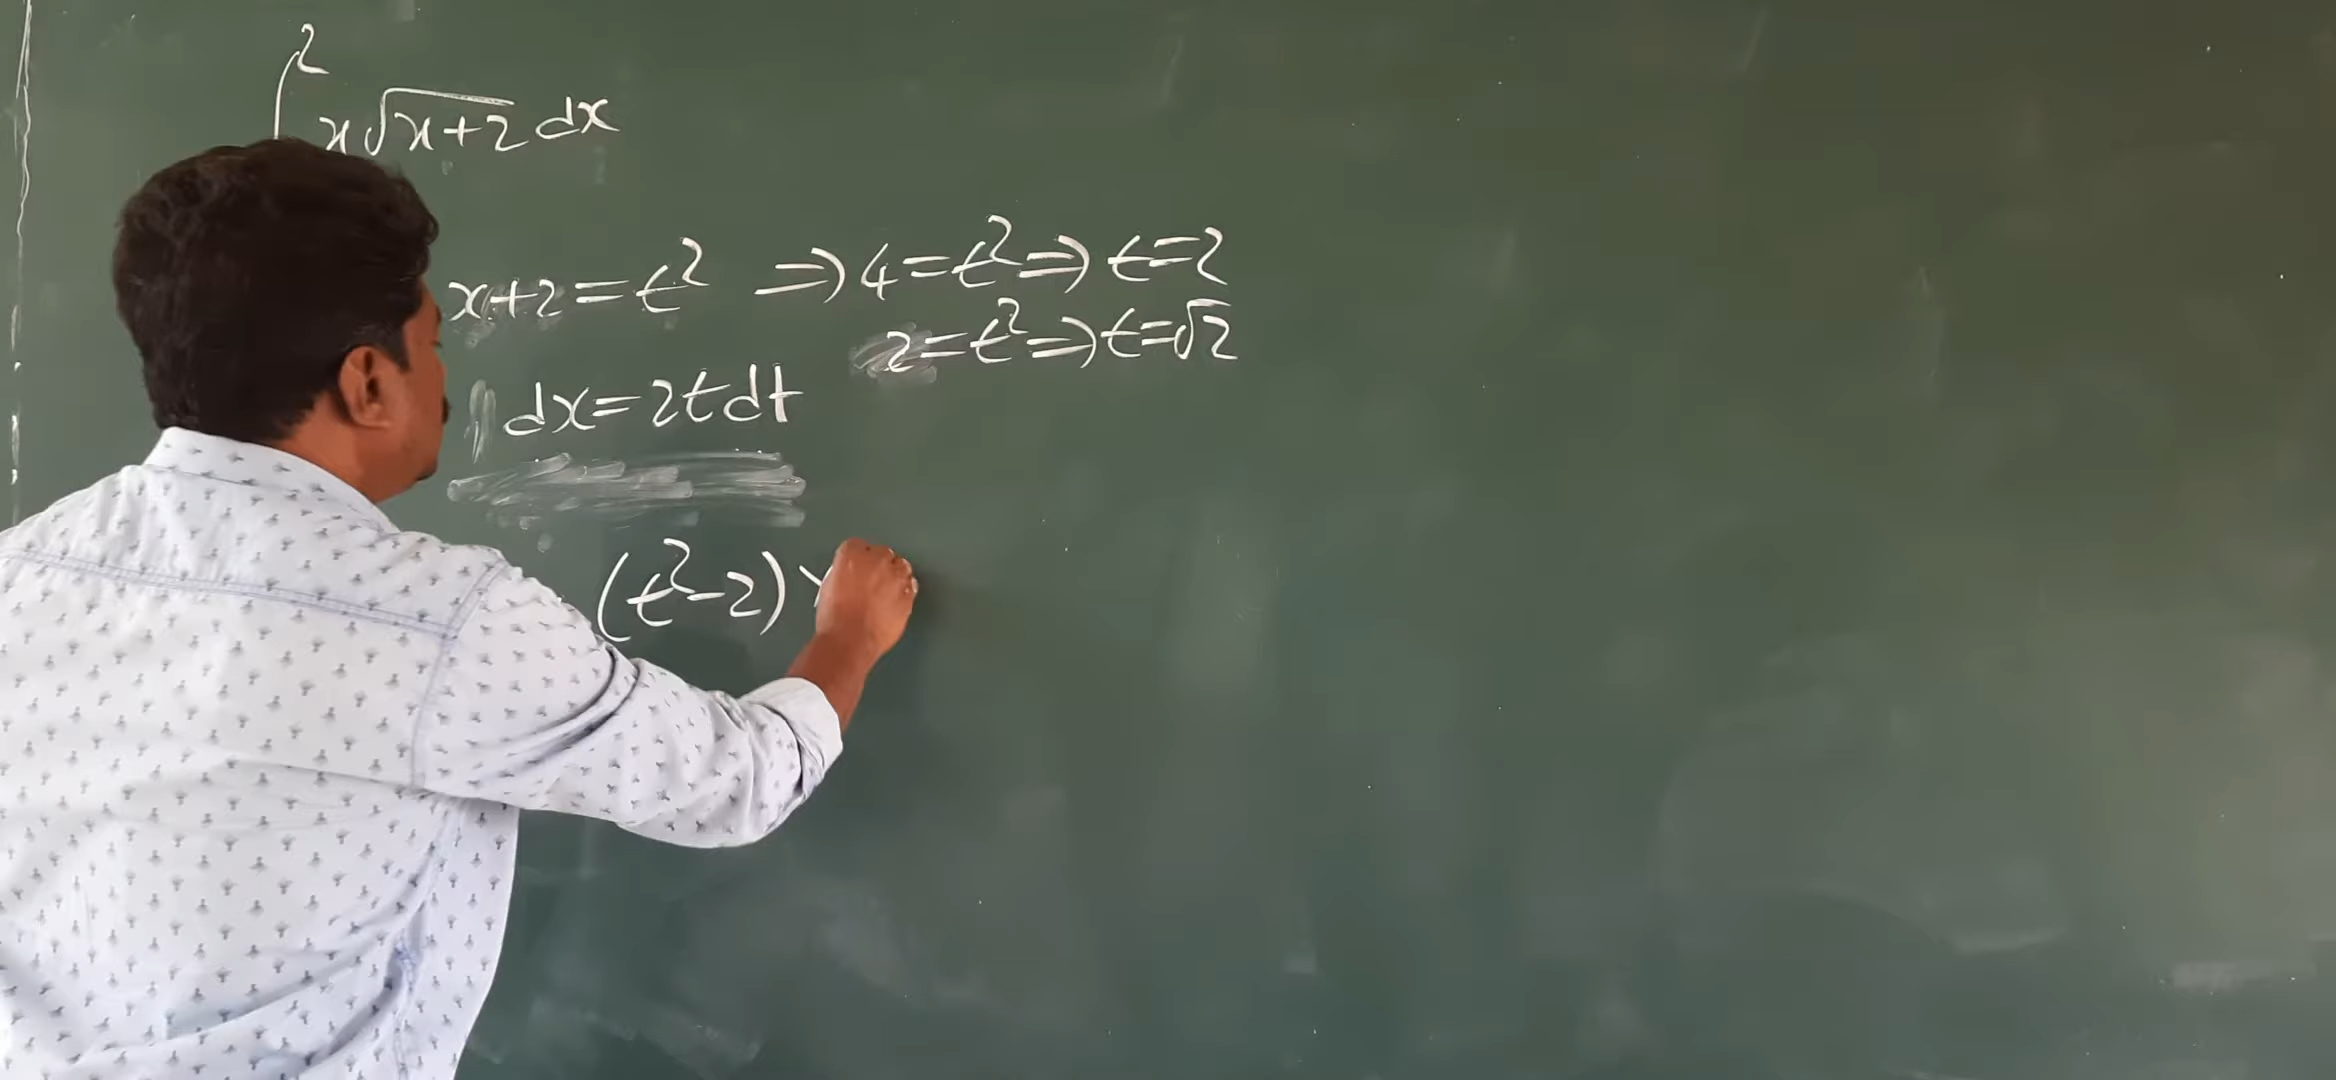 ∫² x√(x+2) dx
x+2 = t² ⇒ 4 = t² ⇒ t = 2
2 = t² ⇒ t = √2
dx = 2t dt
(t² − 2) ×